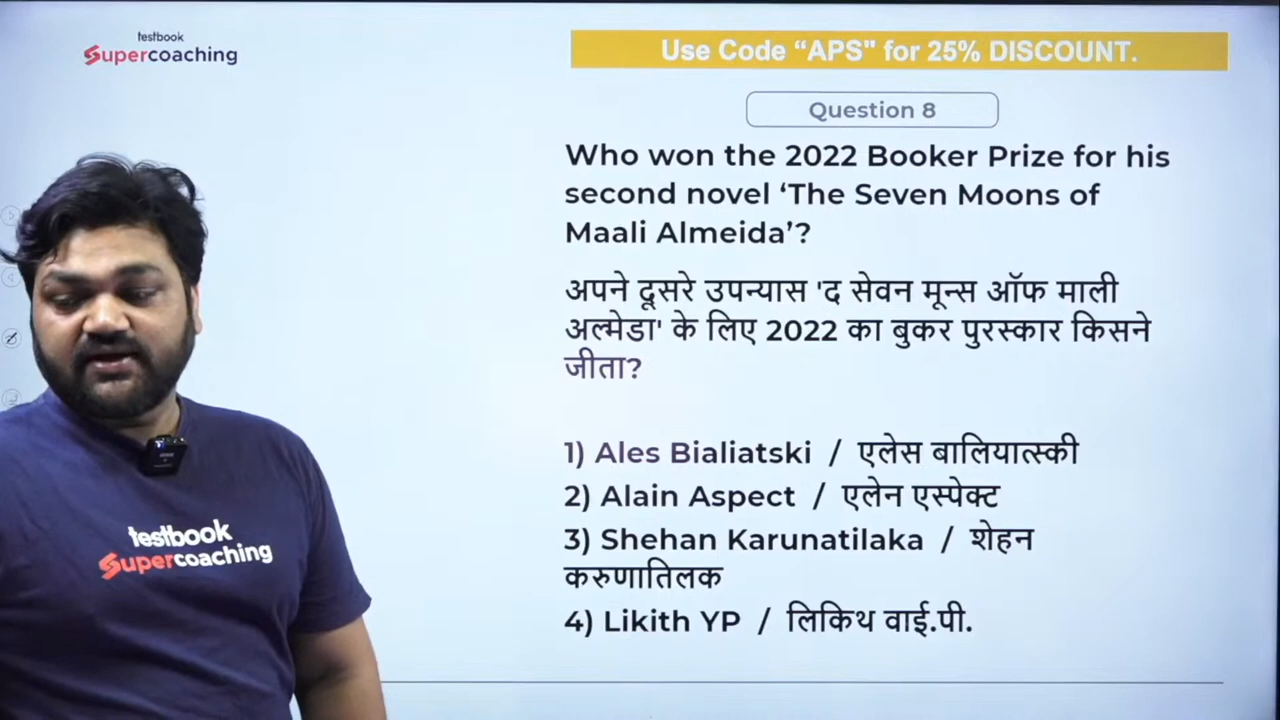 testbook
Supercoaching
Use Code “APS" for 25% DISCOUNT.
Question 8
Who won the 2022 Booker Prize for his
second novel ‘The Seven Moons of
Maali Almeida’?
अपने दूसरे उपन्यास 'द सेवन मून्स ऑफ माली
अल्मेडा' के लिए 2022 का बुकर पुरस्कार किसने
जीता?
1) Ales Bialiatski / एलेस बालियात्स्की
2) Alain Aspect / एलेन एस्पेक्ट
3) Shehan Karunatilaka / शेहन
करुणातिलक
4) Likith YP / लिकिथ वाई.पी.
testbook
Supercoaching